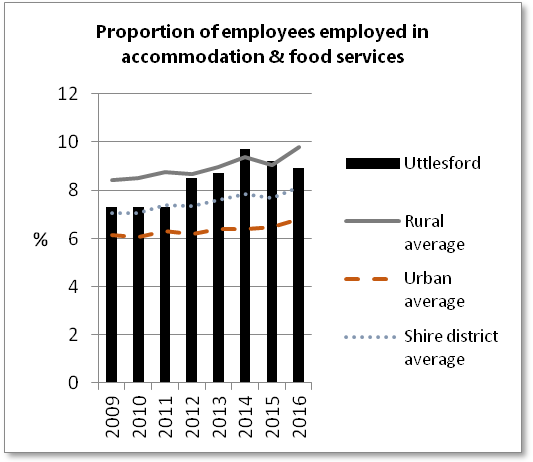 Proportion of employees employed in
accommodation & food services
12
10
8
6
4
2
0
%
2009
2010
2011
2012
2013
2014
2015
2016
Uttlesford
Rural
average
Urban
average
Shire district
average